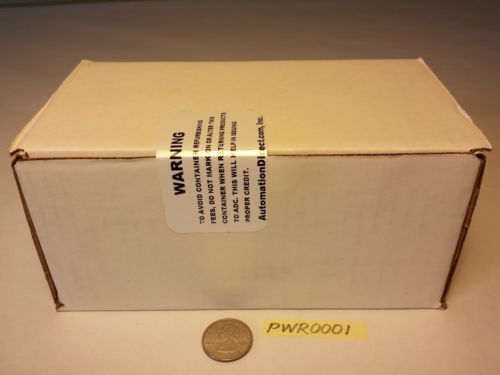 WARNING
TO AVOID CONTAINER REFURBISHING
FEES, DO NOT MARK ON OR ALTER THIS
CONTAINER WHEN RETURNING PRODUCTS
TO ADC. THIS WILL HELP IN ISSUING
PROPER CREDIT.
AutomationDirect.com, Inc.
PWR0001